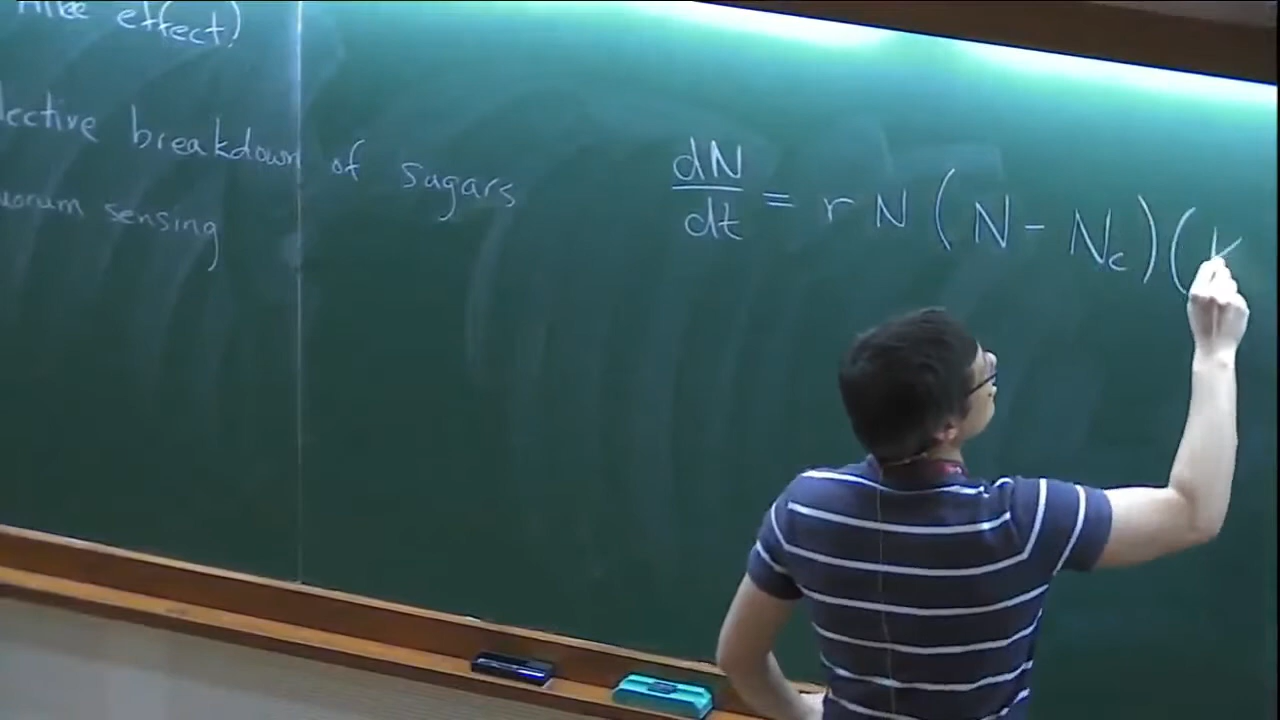 effect)
lective breakdown of sugars
uorum sensing
dN/dt = r N (N - Nc)(K